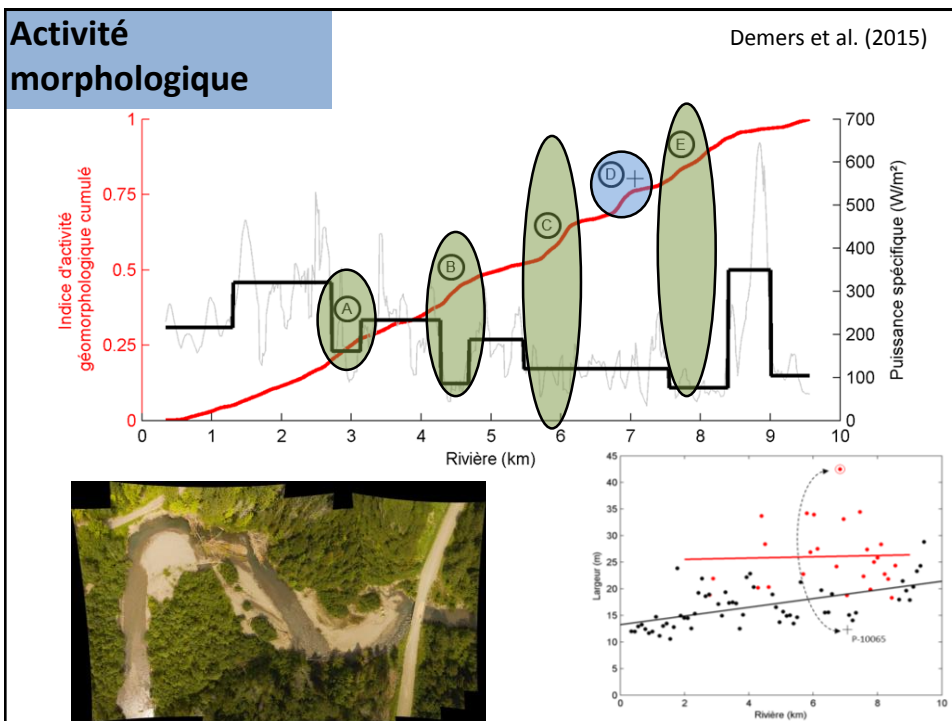 Activité
morphologique
Demers et al. (2015)
Indice d'activité
géomorphologique cumulé
1
0.75
0.5
0.25
0
A
B
C
D
E
700
600
500
400
300
200
100
0
Puissance spécifique (W/m²)
0 1 2 3 4 5 6 7 8 9 10
Rivière (km)
Largeur (m)
45
40
35
30
25
20
15
10
5
0
P-10065
0 2 4 6 8 10
Rivière (km)